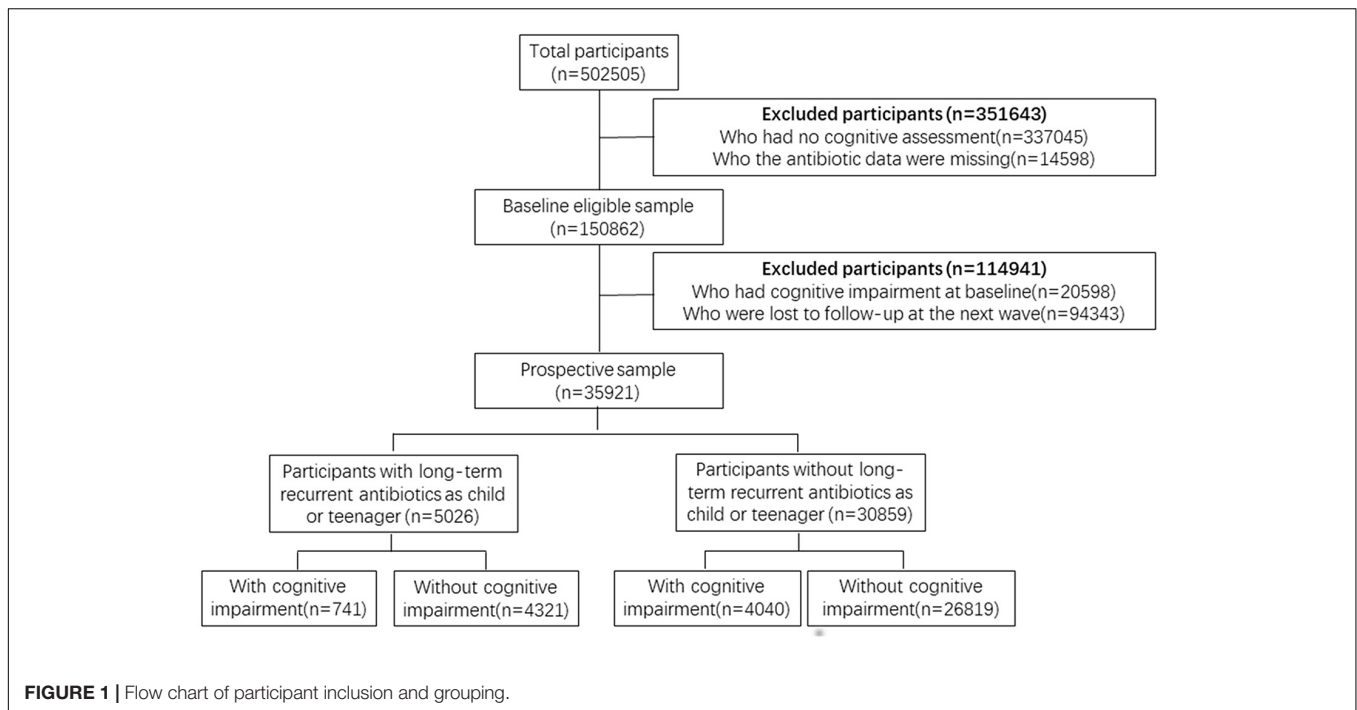 Total participants
(n=502505)
Excluded participants (n=351643)
Who had no cognitive assessment(n=337045)
Who the antibiotic data were missing(n=14598)
Baseline eligible sample
(n=150862)
Excluded participants (n=114941)
Who had cognitive impairment at baseline(n=20598)
Who were lost to follow-up at the next wave(n=94343)
Prospective sample
(n=35921)
Participants with long-term
recurrent antibiotics as child
or teenager (n=5026)
Participants without long-
term recurrent antibiotics as
child or teenager (n=30859)
With cognitive
impairment(n=741)
Without cognitive
impairment(n=4321)
With cognitive
impairment(n=4040)
Without cognitive
impairment(n=26819)
FIGURE 1 | Flow chart of participant inclusion and grouping.